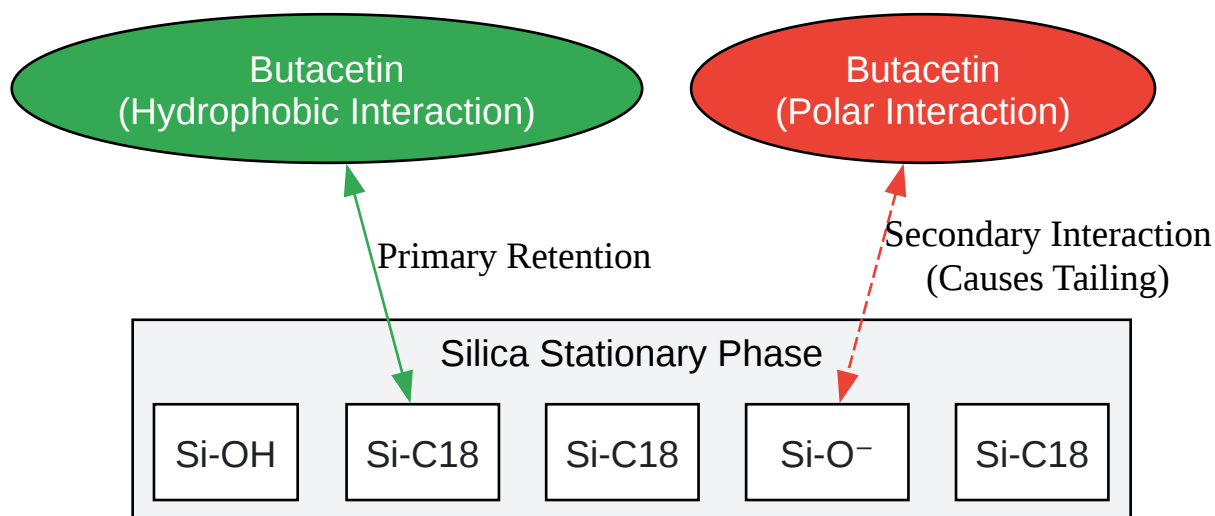 Butacetin
(Hydrophobic Interaction)
Butacetin
(Polar Interaction)
Primary Retention
Secondary Interaction
(Causes Tailing)
Silica Stationary Phase
Si-OH
Si-C18
Si-C18
Si-O⁻
Si-C18